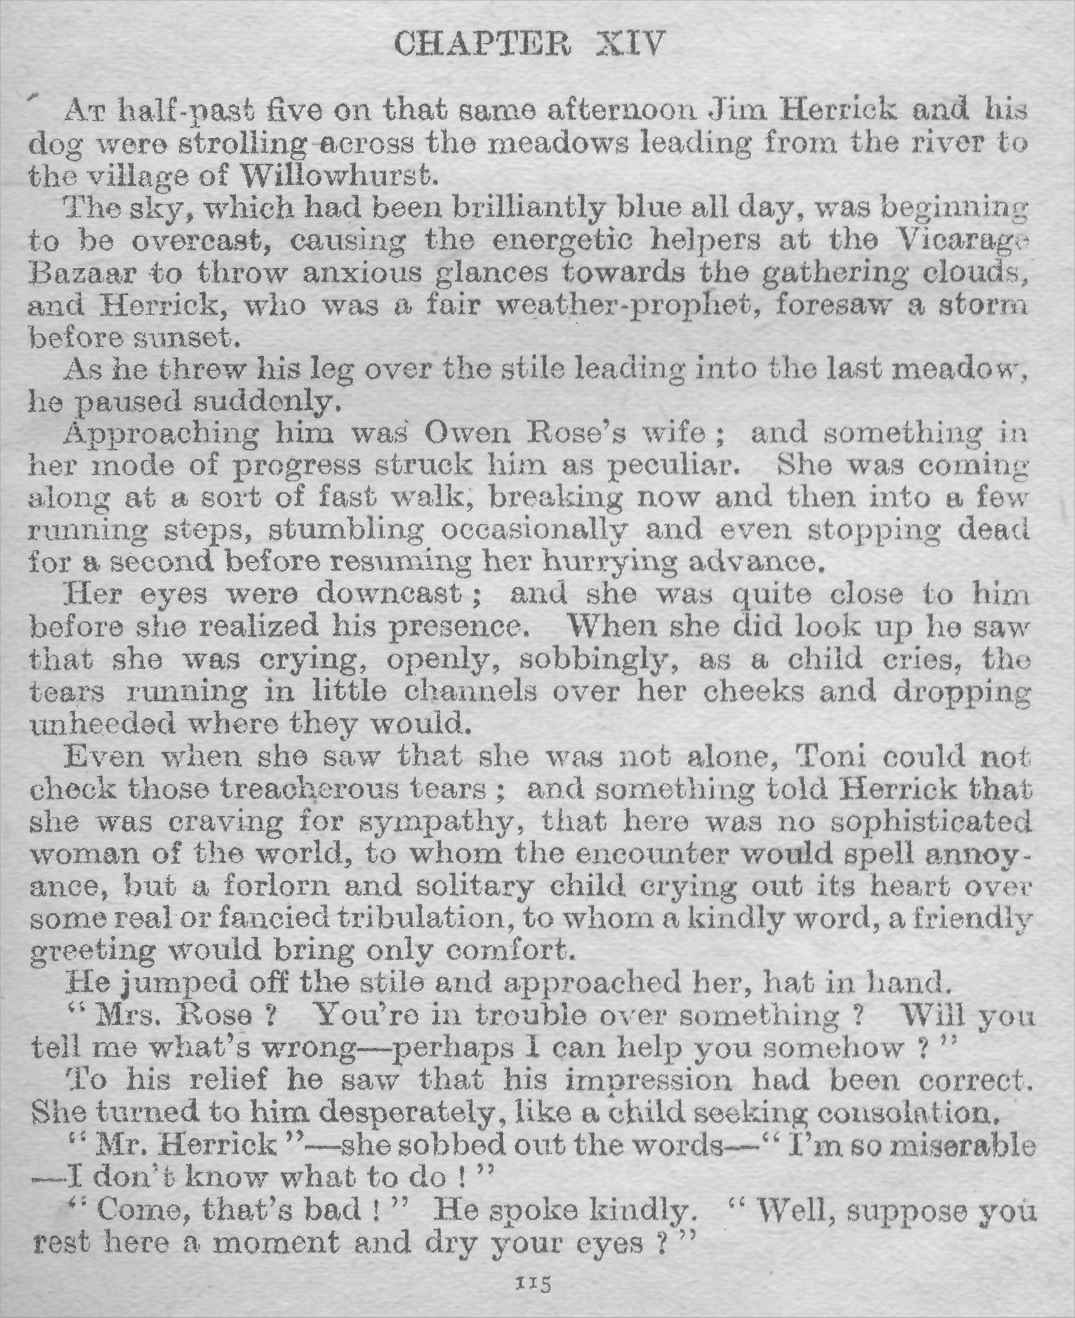 CHAPTER XIV
At half-past five on that same afternoon Jim Herrick and his
dog were strolling across the meadows leading from the river to
the village of Willowhurst.
The sky, which had been brilliantly blue all day, was beginning
to be overcast, causing the energetic helpers at the Vicarage
Bazaar to throw anxious glances towards the gathering clouds,
and Herrick, who was a fair weather-prophet, foresaw a storm
before sunset.
As he threw his leg over the stile leading into the last meadow,
he paused suddenly.
Approaching him was Owen Rose's wife ; and something in
her mode of progress struck him as peculiar. She was coming
along at a sort of fast walk, breaking now and then into a few
running steps, stumbling occasionally and even stopping dead
for a second before resuming her hurrying advance.
Her eyes were downcast ; and she was quite close to him
before she realized his presence. When she did look up he saw
that she was crying, openly, sobbingly, as a child cries, the
tears running in little channels over her cheeks and dropping
unheeded where they would.
Even when she saw that she was not alone, Toni could not
check those treacherous tears ; and something told Herrick that
she was craving for sympathy, that here was no sophisticated
woman of the world, to whom the encounter would spell annoy-
ance, but a forlorn and solitary child crying out its heart over
some real or fancied tribulation, to whom a kindly word, a friendly
greeting would bring only comfort.
He jumped off the stile and approached her, hat in hand.
“ Mrs. Rose ? You're in trouble over something ? Will you
tell me what's wrong—perhaps I can help you somehow ? ”
To his relief he saw that his impression had been correct.
She turned to him desperately, like a child seeking consolation.
“ Mr. Herrick ”—she sobbed out the words—“ I'm so miserable
—I don't know what to do ! ”
“ Come, that's bad ! ” He spoke kindly. “ Well, suppose you
rest here a moment and dry your eyes ? ”
115